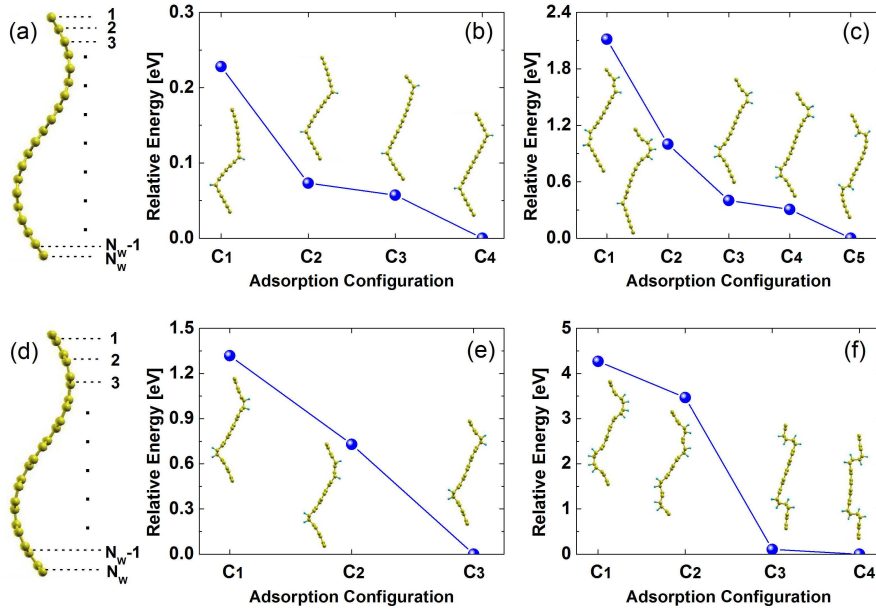 (a)
1
2
3
N_W-1
N_W
(b)
Relative Energy [eV]
0.3
0.2
0.1
0.0
C1 C2 C3 C4
Adsorption Configuration
(c)
Relative Energy [eV]
2.4
1.8
1.2
0.6
0.0
C1 C2 C3 C4 C5
Adsorption Configuration
(d)
1
2
3
N_W-1
N_W
(e)
Relative Energy [eV]
1.5
1.2
0.9
0.6
0.3
0.0
C1 C2 C3
Adsorption Configuration
(f)
Relative Energy [eV]
5
4
3
2
1
0
C1 C2 C3 C4
Adsorption Configuration